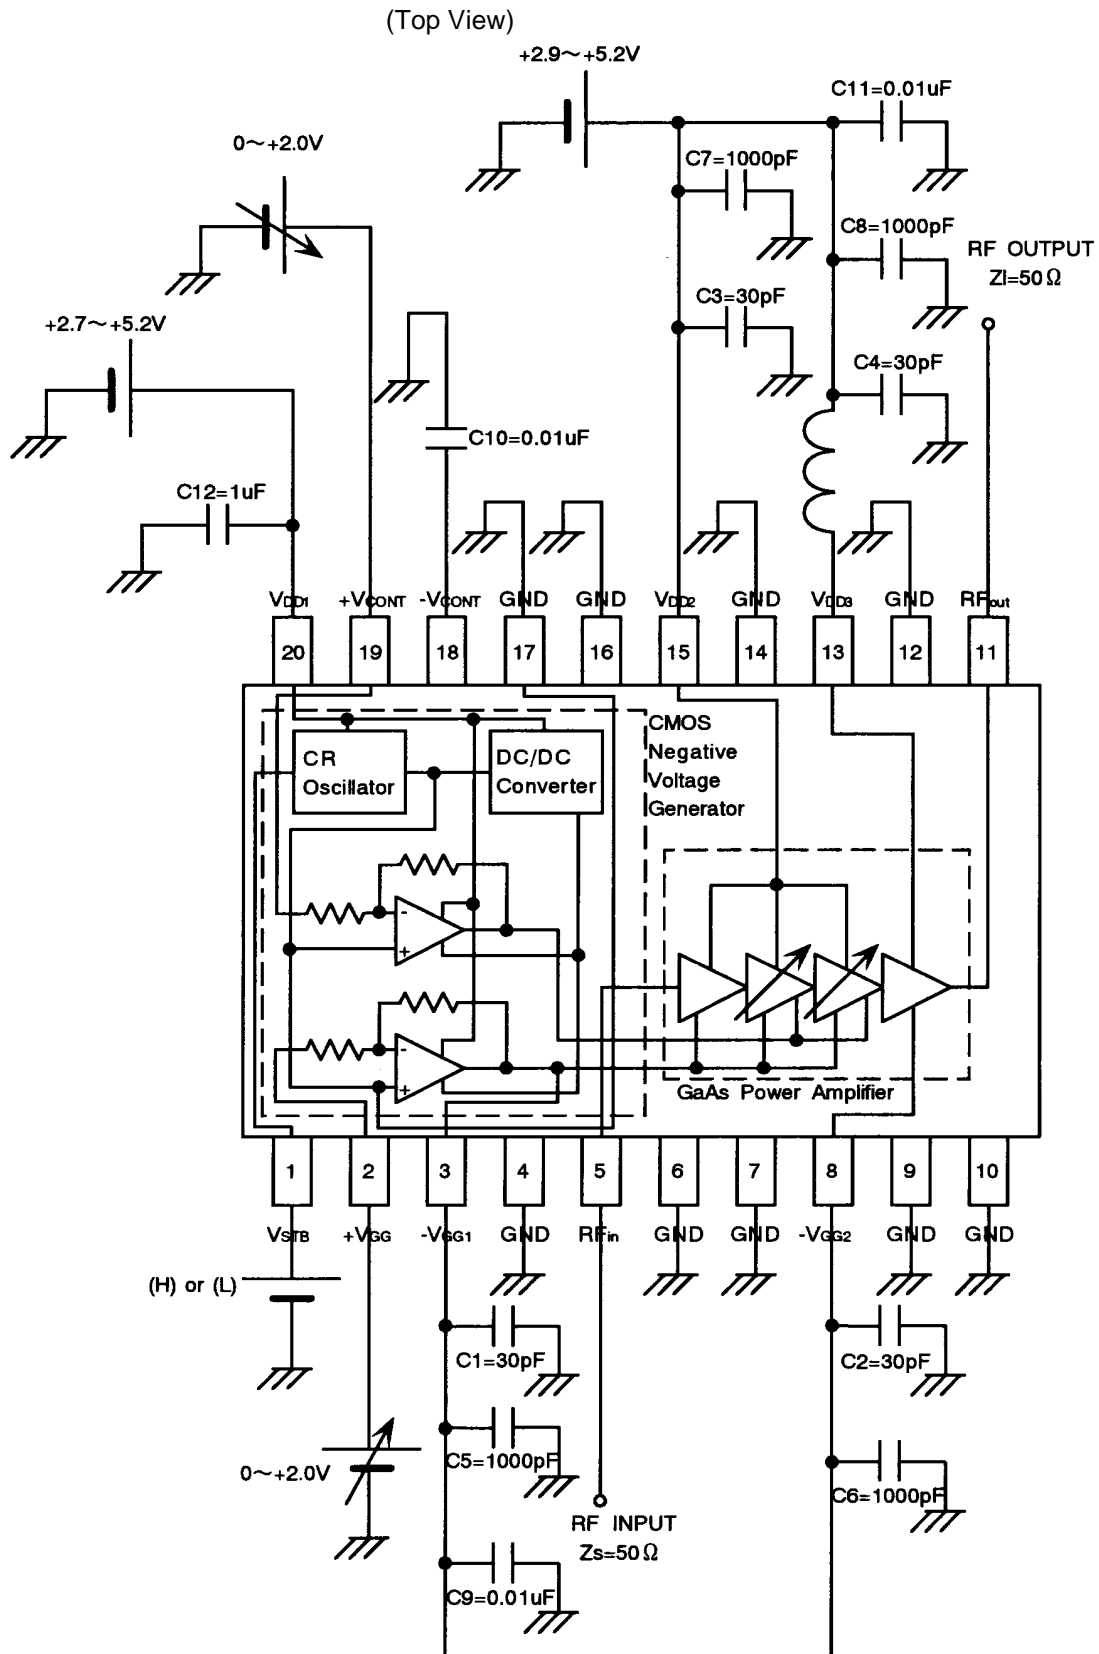 (Top View)
+2.9～+5.2V
C11=0.01uF
0～+2.0V
C7=1000pF
C8=1000pF
RF OUTPUT
Zl=50Ω
C3=30pF
+2.7～+5.2V
C4=30pF
C10=0.01uF
C12=1uF
VDD1 +VCONT -VCONT GND GND VDD2 GND VDD3 GND RFout
20 19 18 17 16 15 14 13 12 11
CMOS
Negative
Voltage
Generator
CR
Oscillator
DC/DC
Converter
-
+
-
+
GaAs Power Amplifier
1 2 3 4 5 6 7 8 9 10
VSTB +VGG -VGG1 GND RFin GND GND -VGG2 GND GND
(H) or (L)
C1=30pF
C2=30pF
C5=1000pF
0～+2.0V
C6=1000pF
RF INPUT
Zs=50Ω
C9=0.01uF